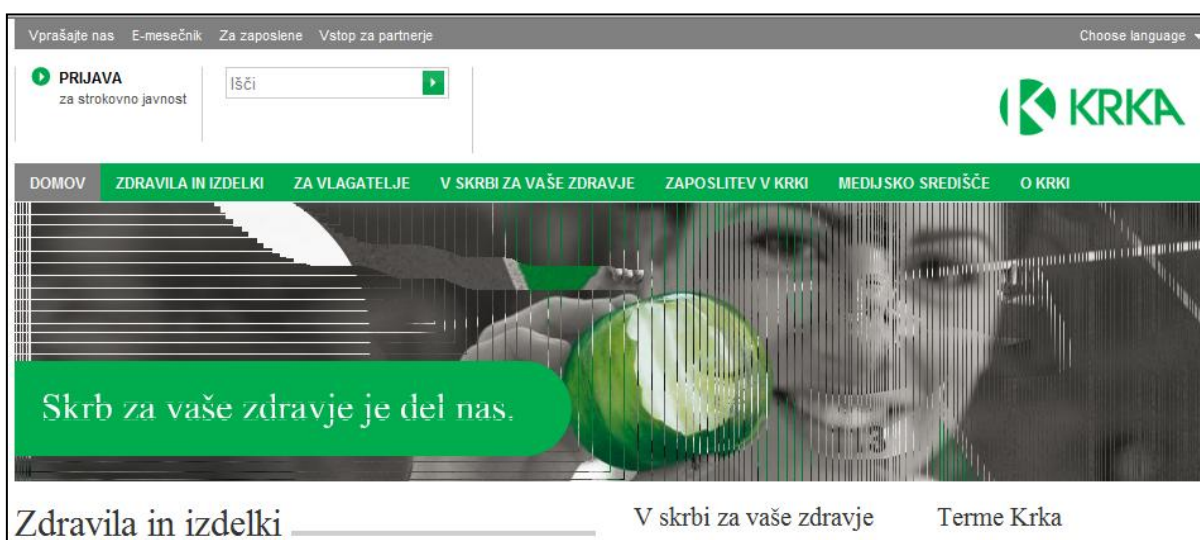 Vprašajte nas E-mesečnik Za zaposlene Vstop za partnerje Choose language
PRIJAVA
za strokovno javnost
Išči
KRKA
DOMOV ZDRAVILA IN IZDELKI ZA VLAGATELJE V SKRBI ZA VAŠE ZDRAVJE ZAPOSLITEV V KRKI MEDIJSKO SREDIŠČE O KRKI
Skrb za vaše zdravje je del nas.
13
Zdravila in izdelki V skrbi za vaše zdravje Terme Krka